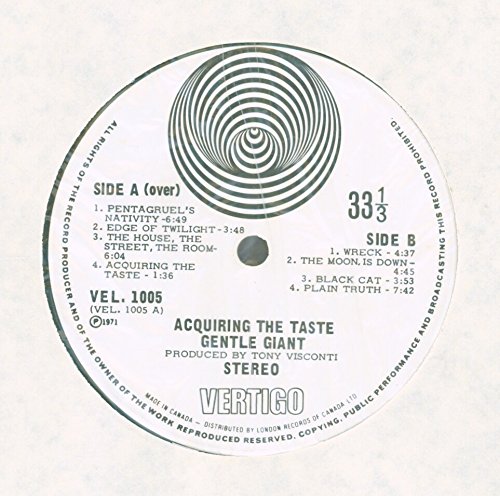 ALL RIGHTS OF THE RECORD PRODUCER AND OF THE OWNER OF THE WORK REPRODUCED RESERVED. COPYING, PUBLIC PERFORMANCE AND BROADCASTING THIS RECORD PROHIBITED.
SIDE A (over)
1. PENTAGRUEL'S
NATIVITY -6:49
2. EDGE OF TWILIGHT -3:48
3. THE HOUSE, THE
STREET, THE ROOM-
6:04
4. ACQUIRING THE
TASTE - 1:36
VEL. 1005
(VEL. 1005 A)
Ⓟ1971
33 1/3
SIDE B
1. WRECK - 4:37
2. THE MOON, IS DOWN-
4:45
3. BLACK CAT - 3:53
4. PLAIN TRUTH - 7:42
ACQUIRING THE TASTE
GENTLE GIANT
PRODUCED BY TONY VISCONTI
STEREO
VERTIGO
MADE IN CANADA - DISTRIBUTED BY LONDON RECORDS OF CANADA LTD